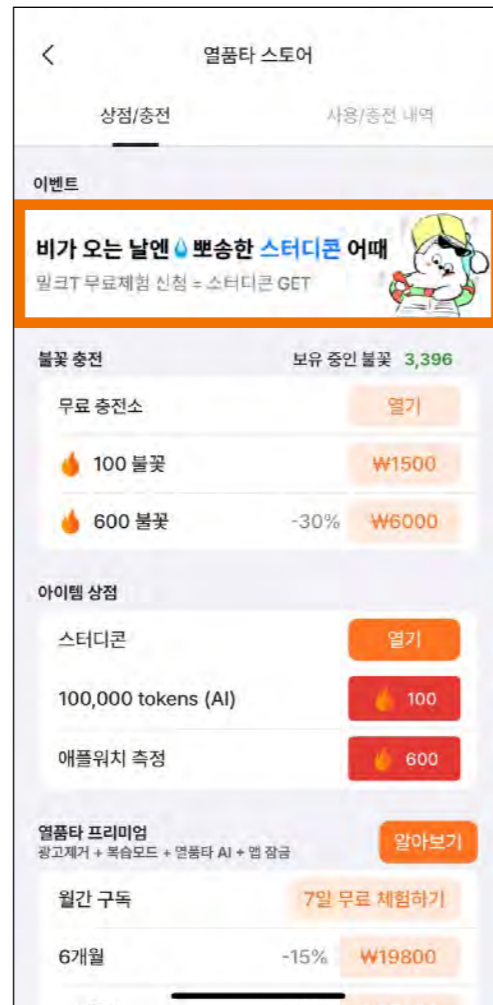 열품타 스토어
상점/충전 사용/충전 내역
이벤트
비가 오는 날엔💧뽀송한 스터디콘 어때
밀크T 무료체험 신청 = 스터디콘 GET
불꽃 충전 보유 중인 불꽃 3,396
무료 충전소 열기
🔥 100 불꽃 ₩1500
🔥 600 불꽃 -30% ₩6000
아이템 상점
스터디콘 열기
100,000 tokens (AI) 🔥 100
애플워치 측정 🔥 600
열품타 프리미엄 알아보기
광고제거 + 복습모드 + 열품타 AI + 앱 잠금
월간 구독 7일 무료 체험하기
6개월 -15% ₩19800